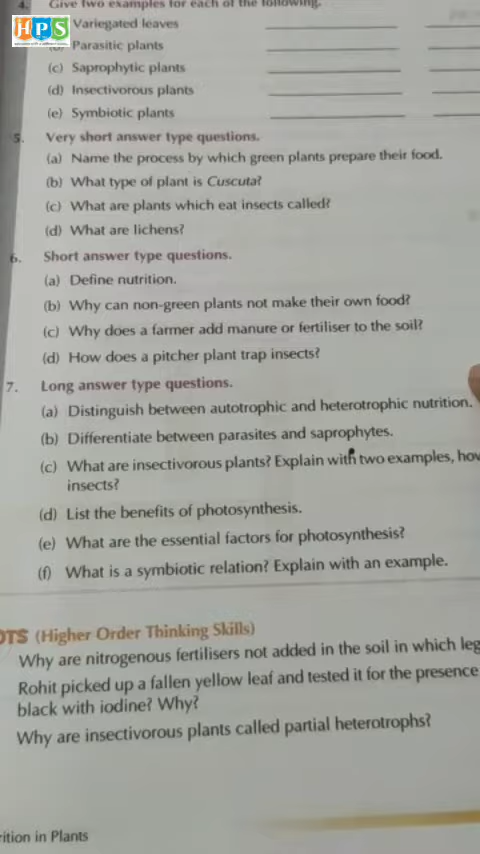 4. Give two examples for each of the following.
HPS
Variegated leaves
Parasitic plants
(c) Saprophytic plants
(d) Insectivorous plants
(e) Symbiotic plants
5. Very short answer type questions.
(a) Name the process by which green plants prepare their food.
(b) What type of plant is Cuscuta?
(c) What are plants which eat insects called?
(d) What are lichens?
6. Short answer type questions.
(a) Define nutrition.
(b) Why can non-green plants not make their own food?
(c) Why does a farmer add manure or fertiliser to the soil?
(d) How does a pitcher plant trap insects?
7. Long answer type questions.
(a) Distinguish between autotrophic and heterotrophic nutrition.
(b) Differentiate between parasites and saprophytes.
(c) What are insectivorous plants? Explain with two examples, how
insects?
(d) List the benefits of photosynthesis.
(e) What are the essential factors for photosynthesis?
(f) What is a symbiotic relation? Explain with an example.
OTS (Higher Order Thinking Skills)
Why are nitrogenous fertilisers not added in the soil in which leg
Rohit picked up a fallen yellow leaf and tested it for the presence
black with iodine? Why?
Why are insectivorous plants called partial heterotrophs?
rition in Plants